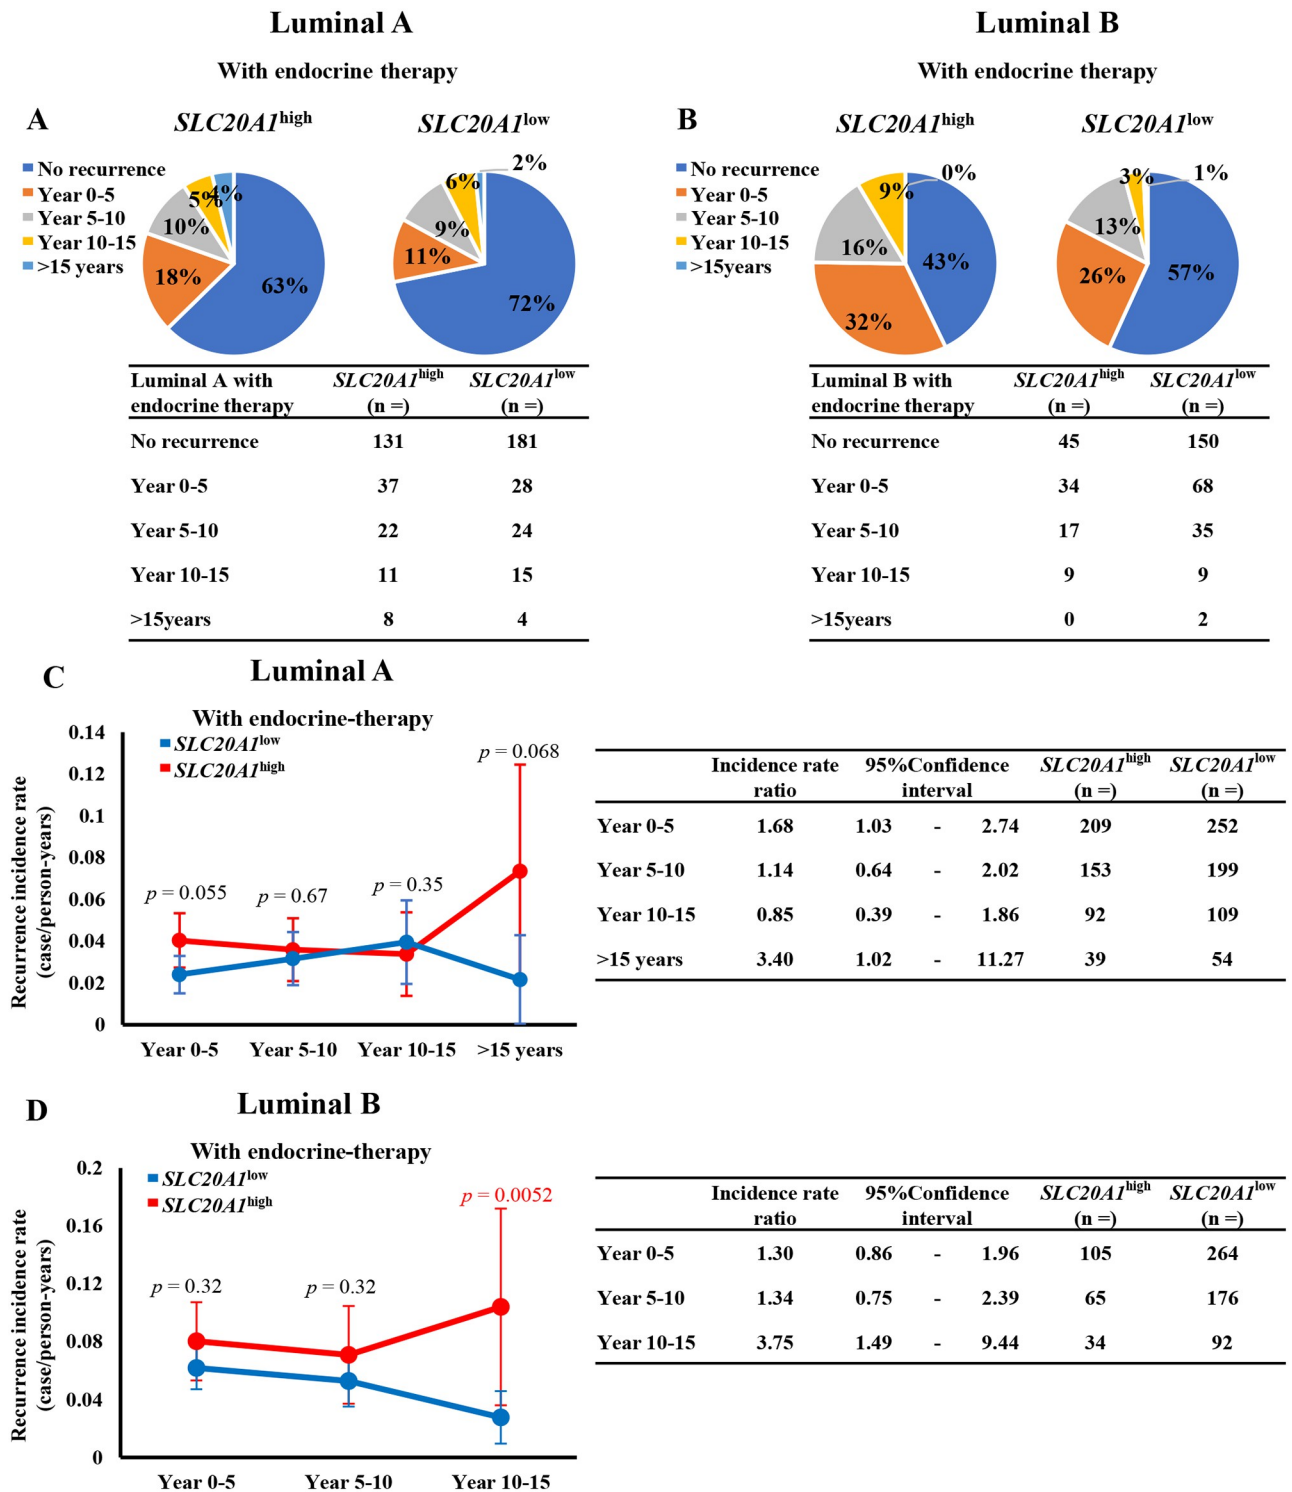 Luminal A
With endocrine therapy
A
SLC20A1high
SLC20A1low
No recurrence
Year 0-5
Year 5-10
Year 10-15
>15 years
63%
18%
10%
5%
4%
72%
11%
9%
6%
2%
Luminal A with endocrine therapy SLC20A1high (n =) SLC20A1low (n =)
No recurrence 131 181
Year 0-5 37 28
Year 5-10 22 24
Year 10-15 11 15
>15years 8 4
Luminal B
With endocrine therapy
B
SLC20A1high
SLC20A1low
No recurrence
Year 0-5
Year 5-10
Year 10-15
>15years
43%
32%
16%
9%
0%
57%
26%
13%
3%
1%
Luminal B with endocrine therapy SLC20A1high (n =) SLC20A1low (n =)
No recurrence 45 150
Year 0-5 34 68
Year 5-10 17 35
Year 10-15 9 9
>15years 0 2
C
Luminal A
With endocrine-therapy
SLC20A1low
SLC20A1high
Recurrence incidence rate
(case/person-years)
0.14
0.12
0.1
0.08
0.06
0.04
0.02
0
p = 0.055
p = 0.67
p = 0.35
p = 0.068
Year 0-5 Year 5-10 Year 10-15 >15 years
Incidence rate ratio 95%Confidence interval SLC20A1high (n =) SLC20A1low (n =)
Year 0-5 1.68 1.03 - 2.74 209 252
Year 5-10 1.14 0.64 - 2.02 153 199
Year 10-15 0.85 0.39 - 1.86 92 109
>15 years 3.40 1.02 - 11.27 39 54
D
Luminal B
With endocrine-therapy
SLC20A1low
SLC20A1high
Recurrence incidence rate
(case/person-years)
0.2
0.16
0.12
0.08
0.04
0
p = 0.32
p = 0.32
p = 0.0052
Year 0-5 Year 5-10 Year 10-15
Incidence rate ratio 95%Confidence interval SLC20A1high (n =) SLC20A1low (n =)
Year 0-5 1.30 0.86 - 1.96 105 264
Year 5-10 1.34 0.75 - 2.39 65 176
Year 10-15 3.75 1.49 - 9.44 34 92